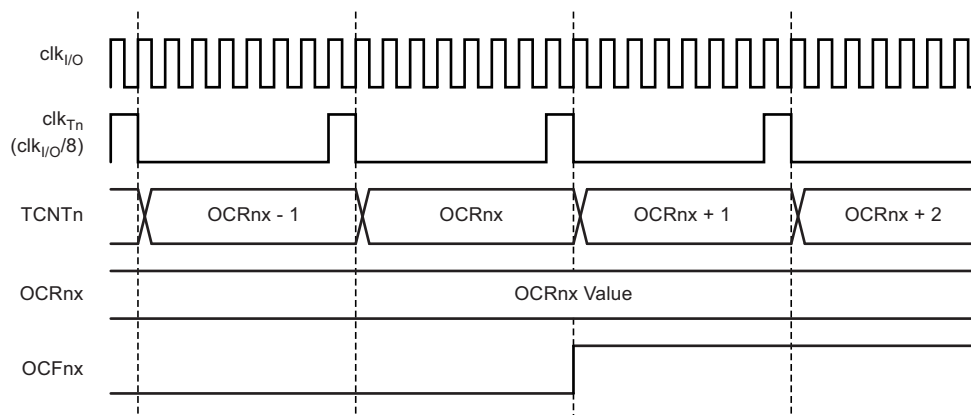 clkI/O
clkTn
(clkI/O/8)
TCNTn OCRnx - 1 OCRnx OCRnx + 1 OCRnx + 2
OCRnx OCRnx Value
OCFnx